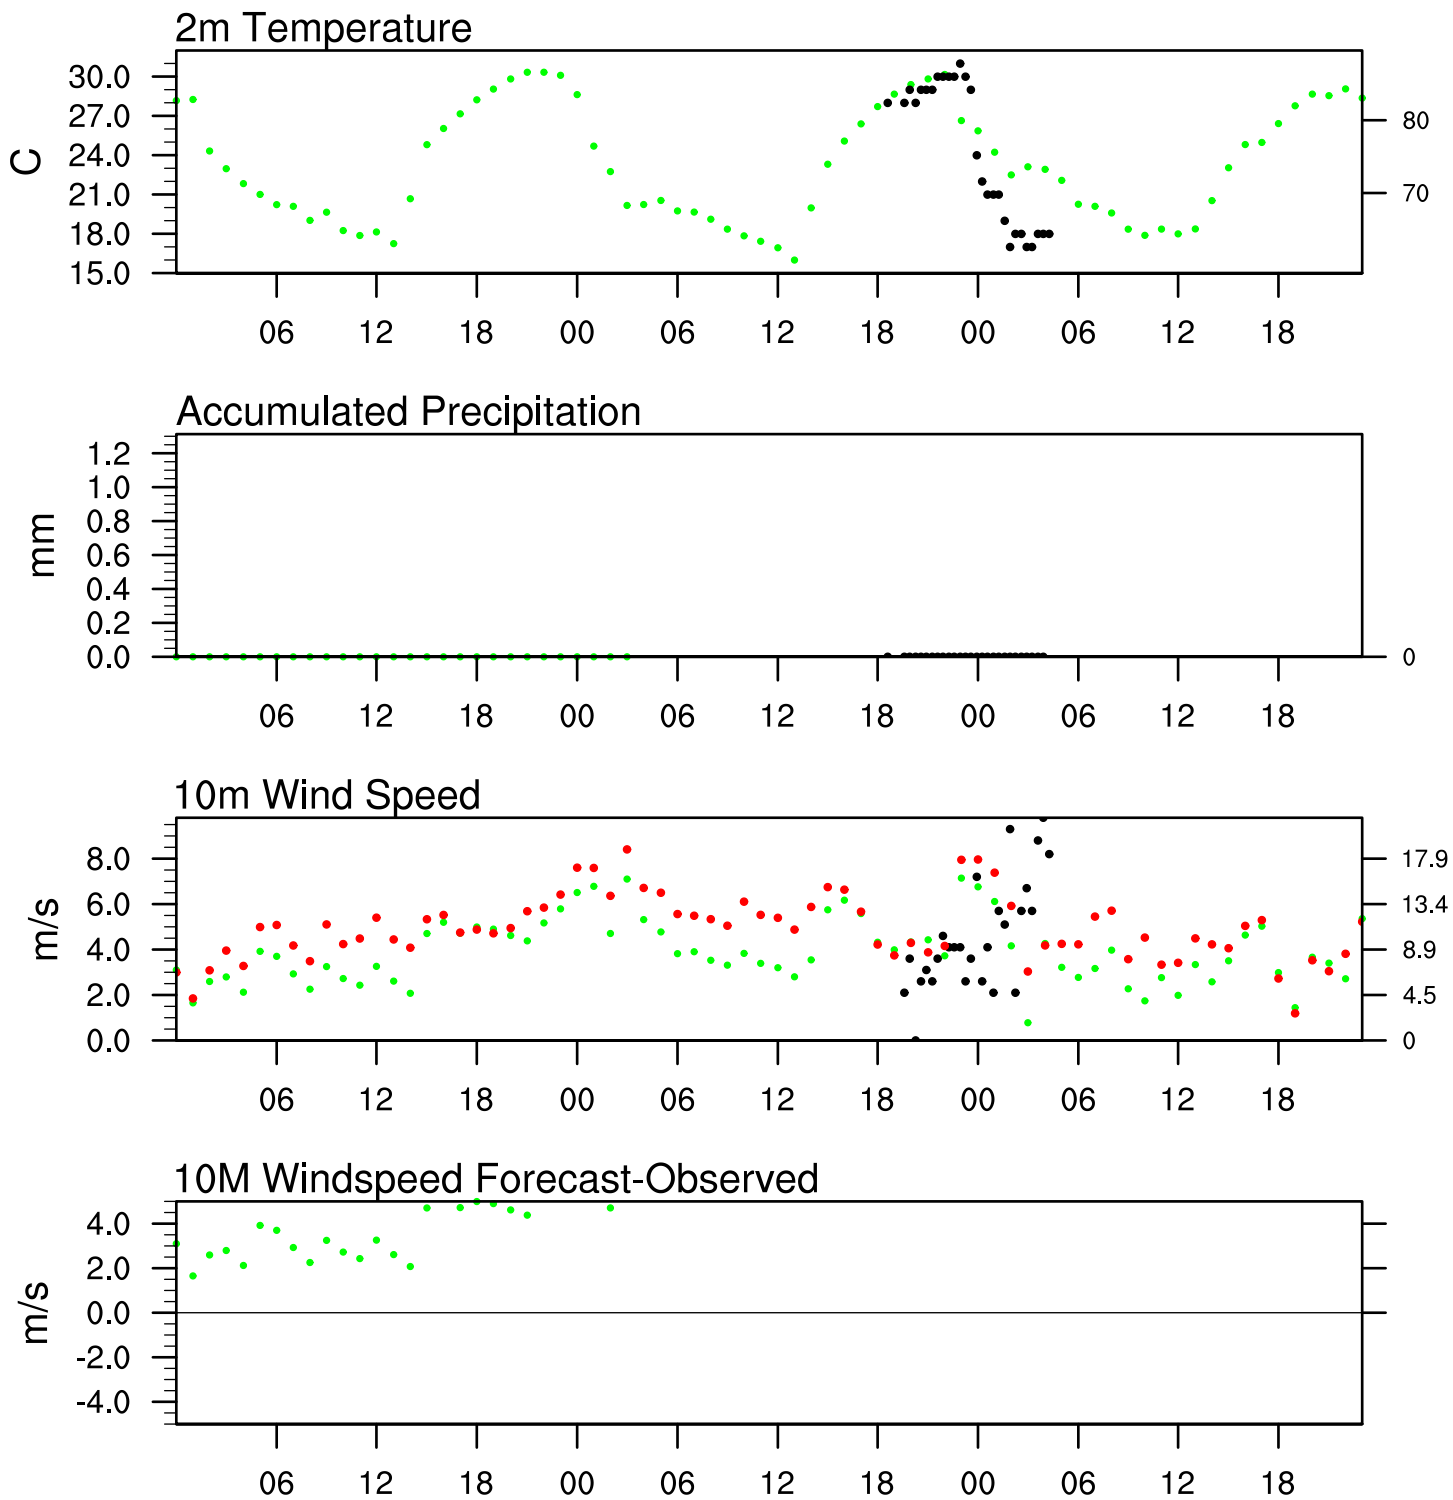 2m Temperature
30.0
27.0
24.0
21.0
18.0
15.0
C
80
70
06 12 18 00 06 12 18 00 06 12 18
Accumulated Precipitation
1.2
1.0
0.8
0.6
0.4
0.2
0.0
mm
0
06 12 18 00 06 12 18 00 06 12 18
10m Wind Speed
8.0
6.0
4.0
2.0
0.0
m/s
17.9
13.4
8.9
4.5
0
06 12 18 00 06 12 18 00 06 12 18
10M Windspeed Forecast-Observed
4.0
2.0
0.0
-2.0
-4.0
m/s
06 12 18 00 06 12 18 00 06 12 18